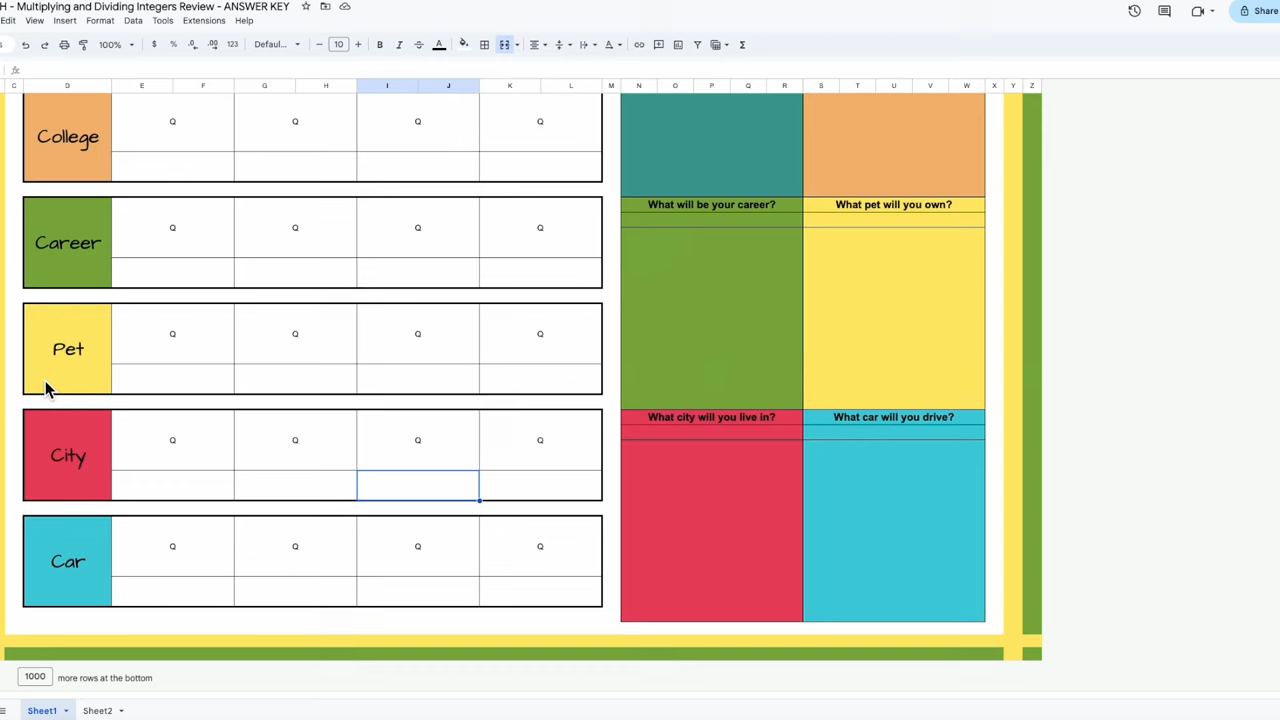 H - Multiplying and Dividing Integers Review - ANSWER KEY
Share
Edit View Insert Format Data Tools Extensions Help
100% $ % .0 .00 123 Defaul... 10 B I A Σ
fx
C D E F G H I J K L M N O P Q R S T U V W X Y Z
College Q Q Q Q
What will be your career? What pet will you own?
Career Q Q Q Q
Pet Q Q Q Q
What city will you live in? What car will you drive?
City Q Q Q Q
Car Q Q Q Q
1000 more rows at the bottom
Sheet1 Sheet2